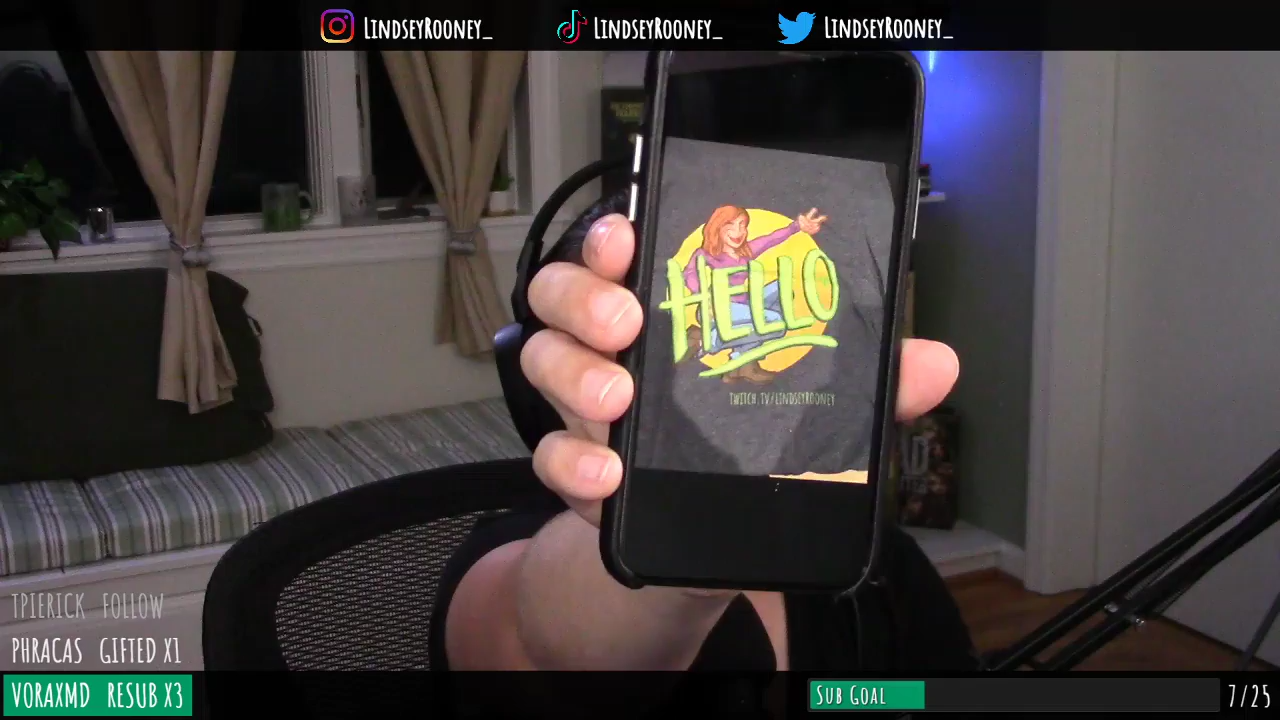 LindseyRooney_ LindseyRooney_ LindseyRooney_
HELLO
TWITCH.TV/LINDSEYROONEY
TPIERICK FOLLOW
PHRACAS GIFTED X1
VORAXMD RESUB X3
Sub Goal 7/25